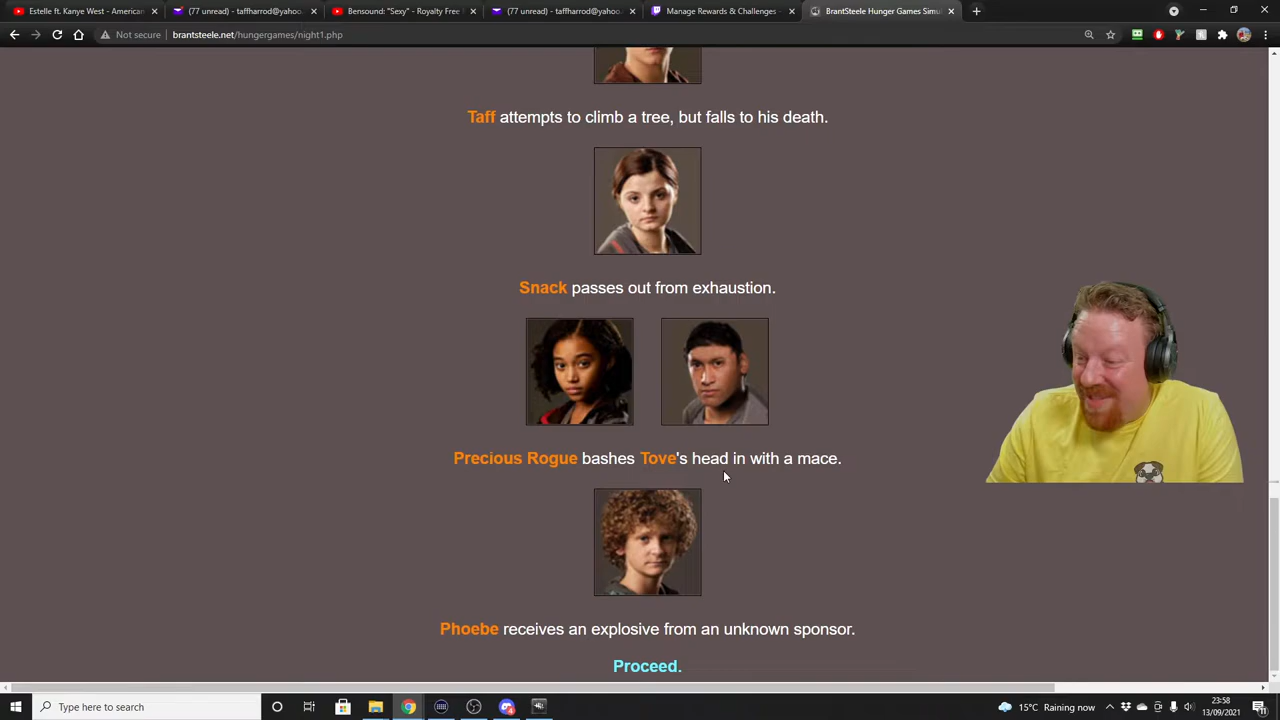 Estelle ft. Kanye West - American
(77 unread) - taffharrod@yahoo.
Bensound: "Sexy" - Royalty Free
(77 unread) - taffharrod@yahoo.
Manage Rewards & Challenges -
BrantSteele Hunger Games Simu
Not secure
brantsteele.net/hungergames/night1.php
Taff attempts to climb a tree, but falls to his death.
Snack passes out from exhaustion.
Precious Rogue bashes Tove's head in with a mace.
Phoebe receives an explosive from an unknown sponsor.
Proceed.
Type here to search
15°C Raining now
23:58
13/09/2021